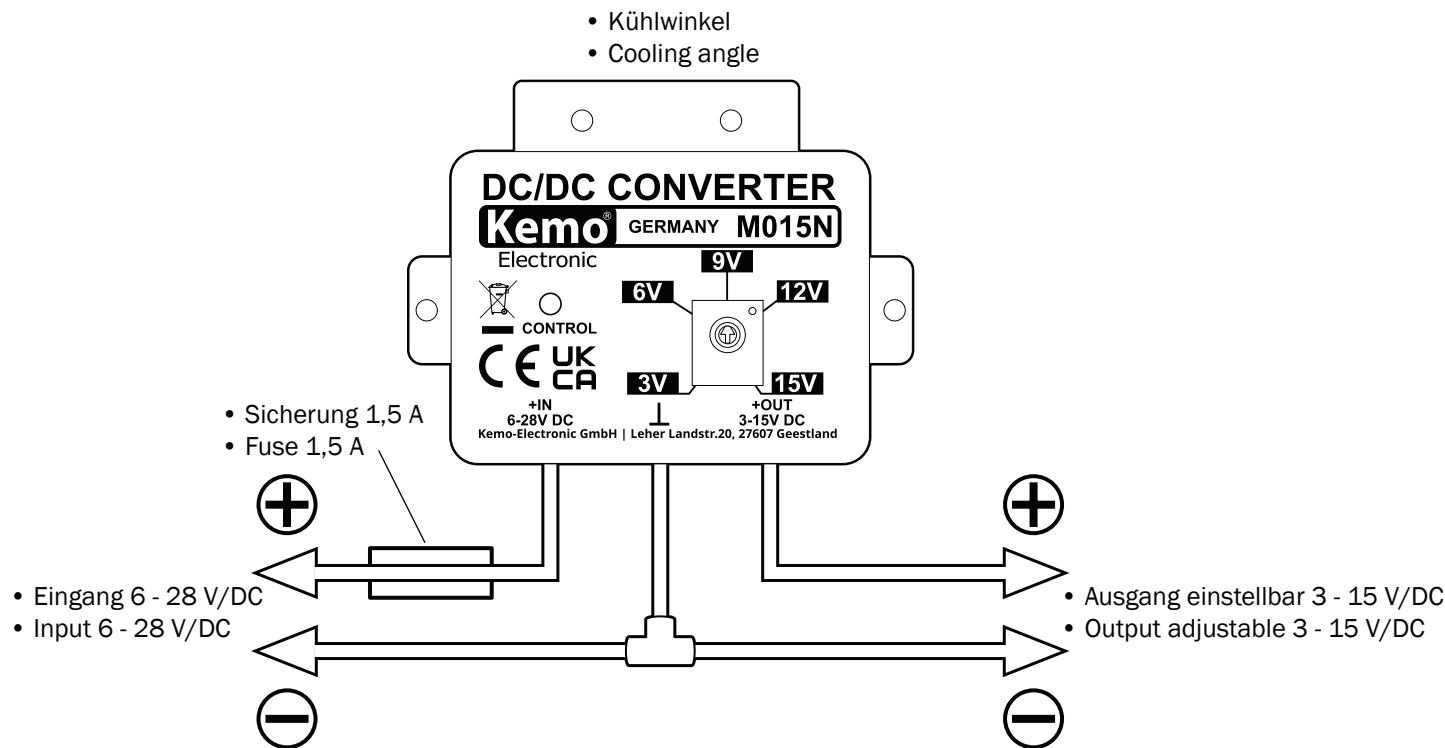 • Kühlwinkel
• Cooling angle
DC/DC CONVERTER
Kemo® GERMANY M015N
Electronic
9V
6V
12V
CONTROL
CE UK CA
3V
15V
+IN
6-28V DC
+OUT
3-15V DC
Kemo-Electronic GmbH | Leher Landstr.20, 27607 Geestland
• Sicherung 1,5 A
• Fuse 1,5 A
• Eingang 6 - 28 V/DC
• Input 6 - 28 V/DC
• Ausgang einstellbar 3 - 15 V/DC
• Output adjustable 3 - 15 V/DC